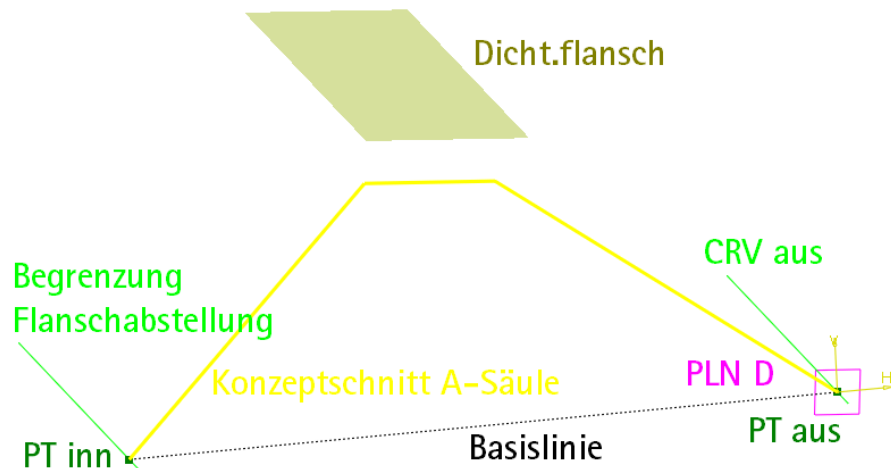 Dicht.flansch
CRV aus
Begrenzung
Flanschabstellung
V
H
PLN D
Konzeptschnitt A-Säule
PT aus
Basislinie
PT inn